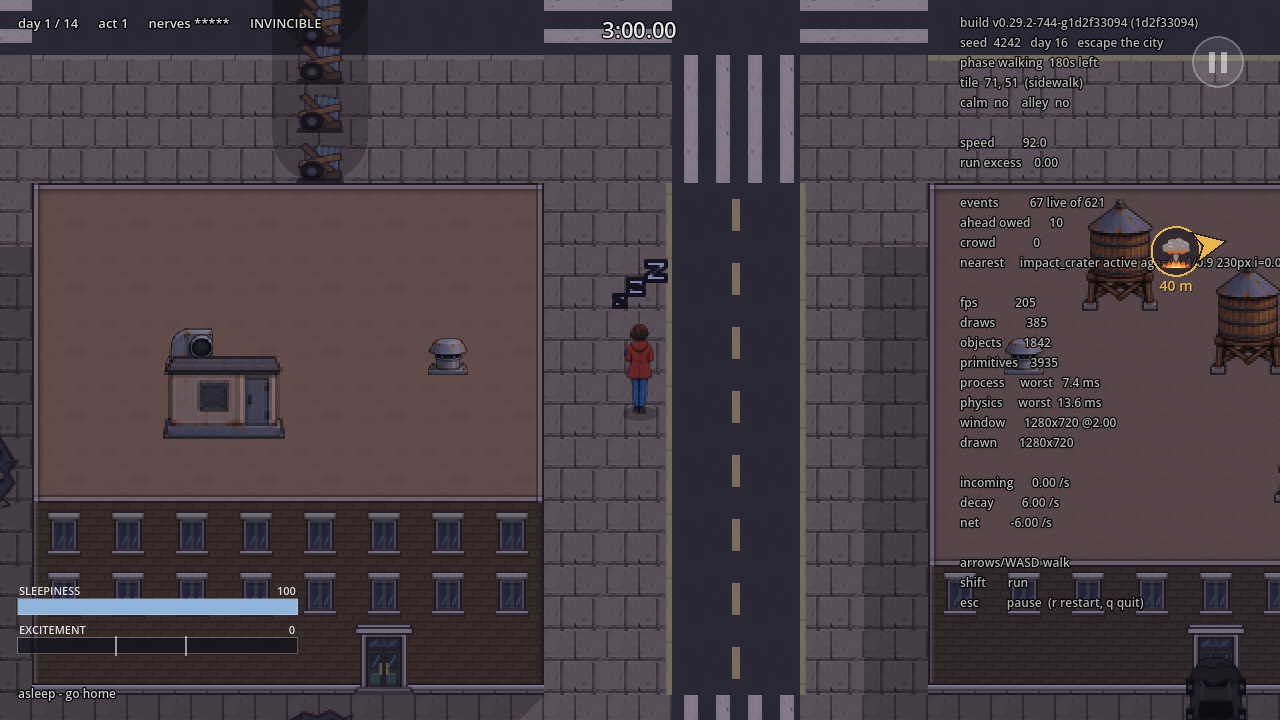 day 1 / 14 act 1 nerves ***** INVINCIBLE
3:00.00
build v0.29.2-744-g1d2f33094 (1d2f33094)
seed 4242 day 16 escape the city
phase walking 180s left
tile 71, 51 (sidewalk)
calm no alley no
speed 92.0
run excess 0.00
events 67 live of 621
ahead owed 10
crowd 0
nearest impact_crater active 230px i=0.0
40 m
fps 205
draws 385
objects 1842
primitives 3935
process worst 7.4 ms
physics worst 13.6 ms
window 1280x720 @2.00
drawn 1280x720
incoming 0.00 /s
decay 6.00 /s
net -6.00 /s
arrows/WASD walk
shift run
esc pause (r restart, q quit)
z z Z
SLEEPINESS 100
EXCITEMENT 0
asleep - go home